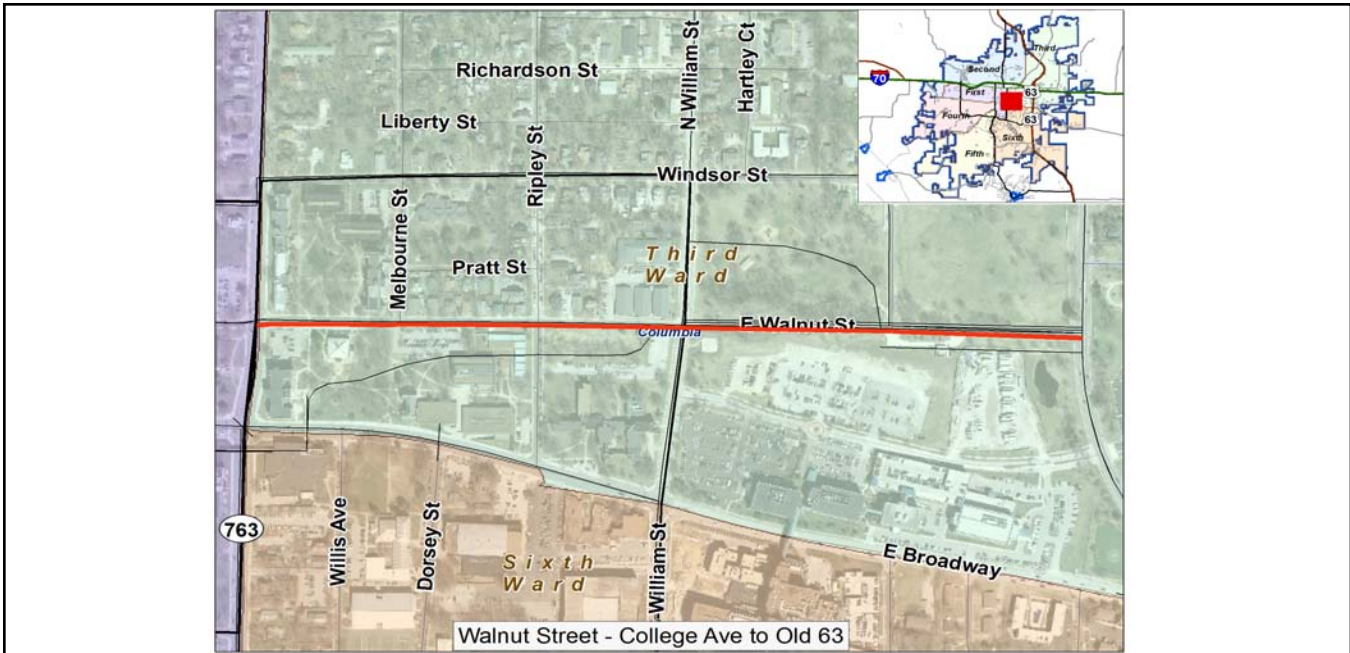 Richardson St
N William St
Hartley Ct
Liberty St
Ripley St
Windsor St
Melbourne St
Third
Ward
Pratt St
E Walnut St
Columbia
763
Willis Ave
Dorsey St
Sixth
Ward
William St
E Broadway
Walnut Street - College Ave to Old 63
70
Second
Third
First
63
Fourth
63
Sixth
Fifth